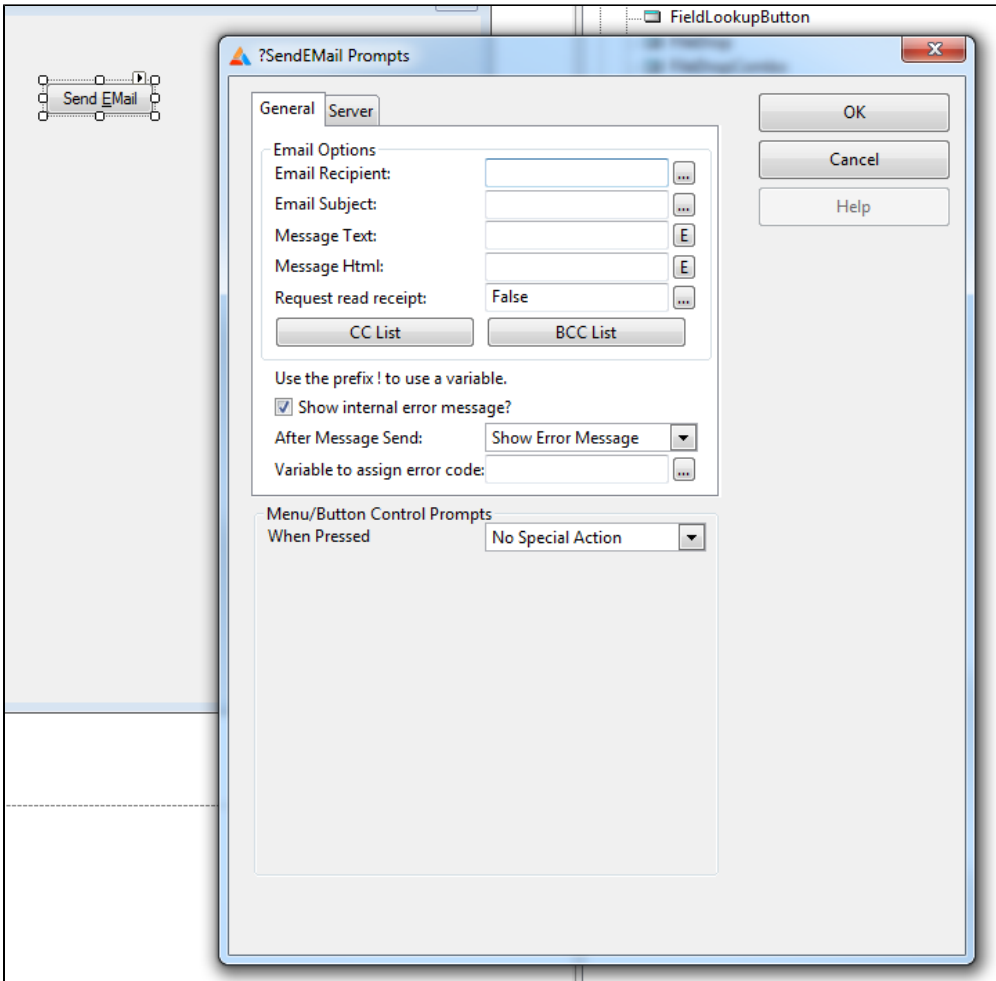 FieldLookupButton
?SendEMail Prompts
x
Send EMail
General Server
OK
Cancel
Help
Email Options
Email Recipient: ...
Email Subject: ...
Message Text: E
Message Html: E
Request read receipt: False ...
CC List BCC List
Use the prefix ! to use a variable.
Show internal error message?
After Message Send: Show Error Message
Variable to assign error code: ...
Menu/Button Control Prompts
When Pressed No Special Action